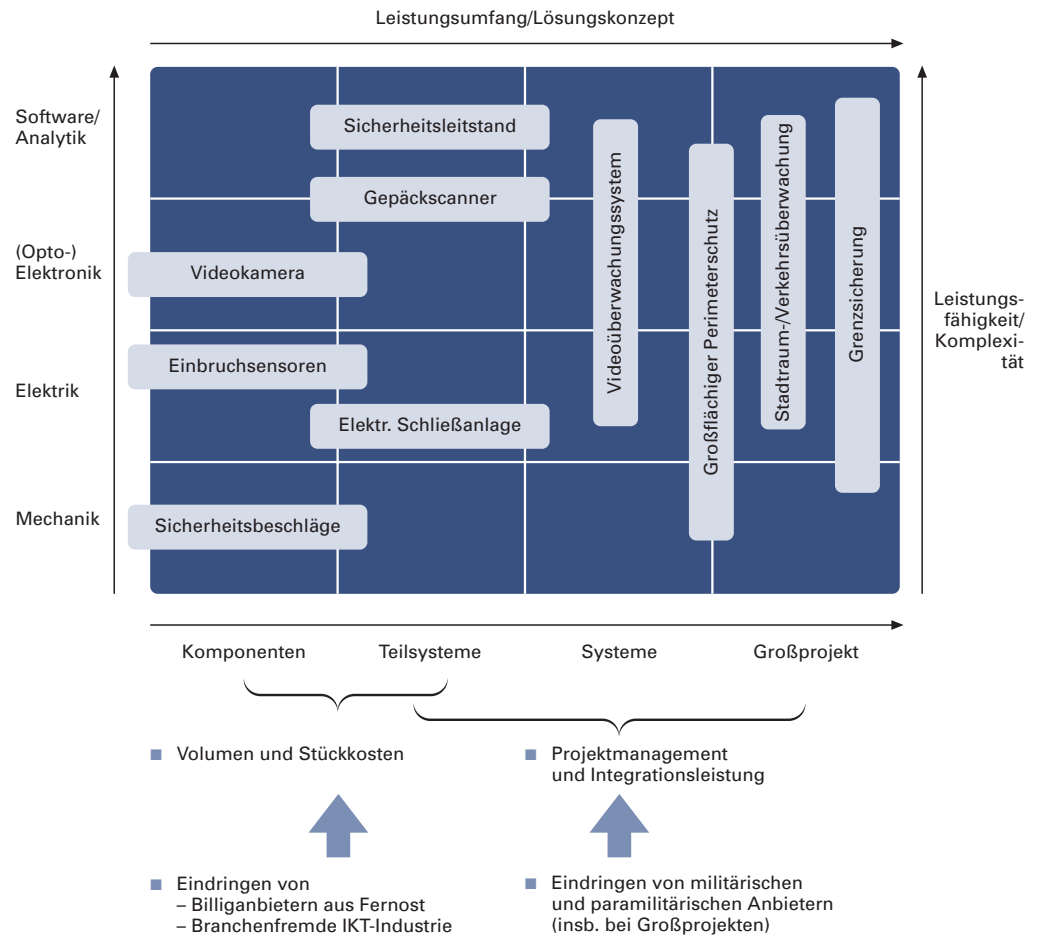 Leistungsumfang/Lösungskonzept
Software/
Analytik
(Opto-)
Elektronik
Elektrik
Mechanik
Sicherheitsleitstand
Gepäckscanner
Videokamera
Einbruchsensoren
Elektr. Schließanlage
Sicherheitsbeschläge
Videoüberwachungssystem
Großflächiger Perimeterschutz
Stadtraum-/Verkehrsüberwachung
Grenzsicherung
Leistungs-
fähigkeit/
Komplexi-
tät
Komponenten
Teilsysteme
Systeme
Großprojekt
Volumen und Stückkosten
Projektmanagement
und Integrationsleistung
Eindringen von
– Billiganbietern aus Fernost
– Branchenfremde IKT-Industrie
Eindringen von militärischen
und paramilitärischen Anbietern
(insb. bei Großprojekten)